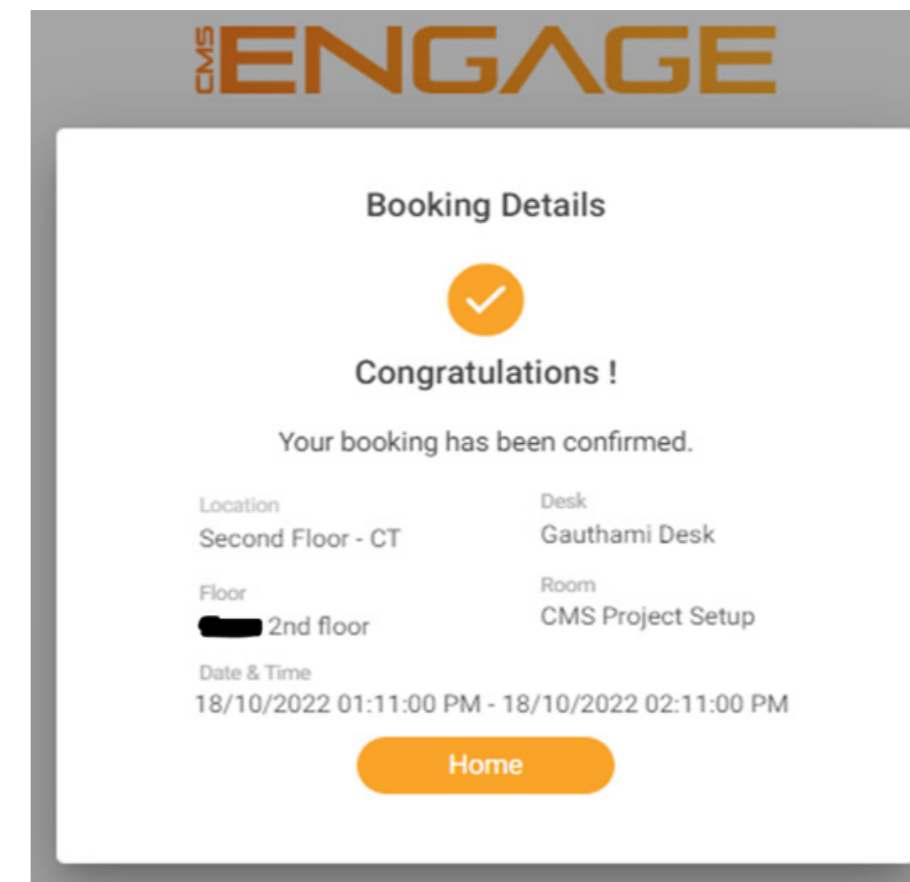 CMS ENGAGE
Booking Details
Congratulations !
Your booking has been confirmed.
Location
Second Floor - CT
Desk
Gauthami Desk
Floor
2nd floor
Room
CMS Project Setup
Date & Time
18/10/2022 01:11:00 PM - 18/10/2022 02:11:00 PM
Home